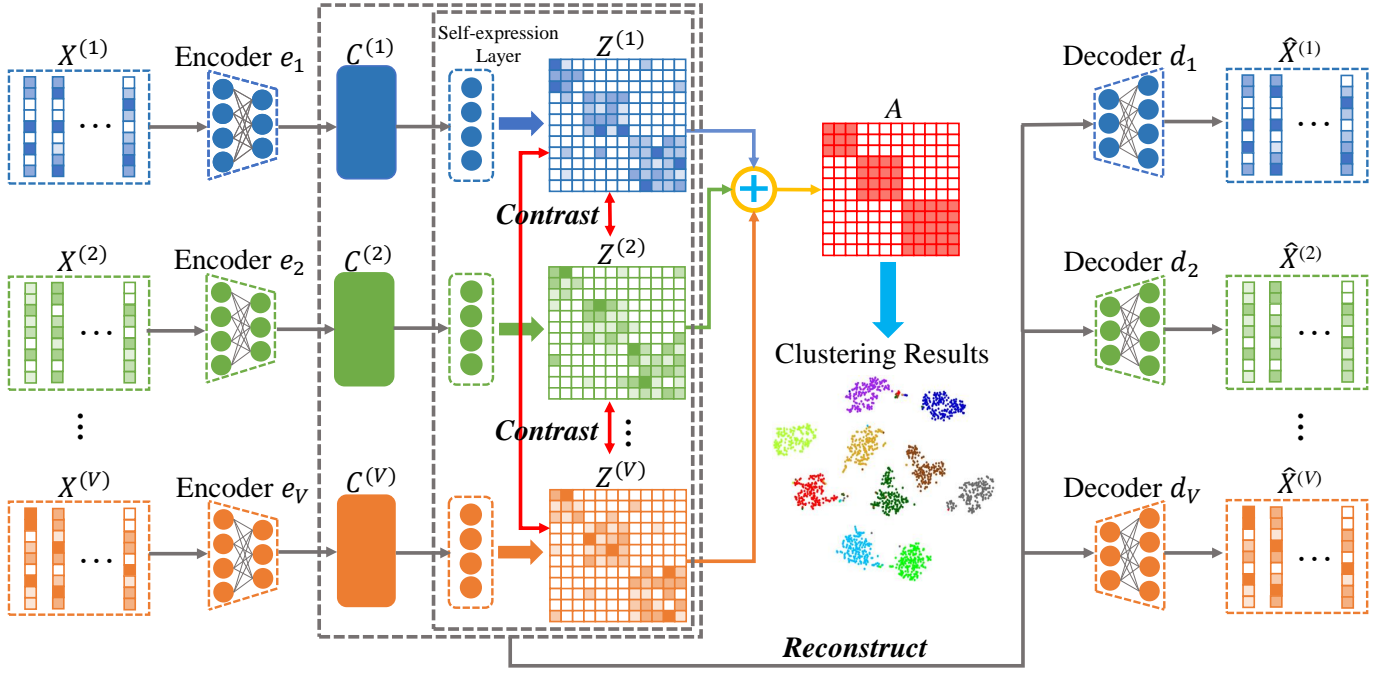 X^(1)
Encoder e_1
C^(1)
Self-expression
Layer
Z^(1)
A
Decoder d_1
X̂^(1)
...
...
Contrast
X^(2)
Encoder e_2
C^(2)
Z^(2)
Decoder d_2
X̂^(2)
...
...
Clustering Results
⋮
Contrast
⋮
⋮
X^(V)
Encoder e_V
C^(V)
Z^(V)
Decoder d_V
X̂^(V)
...
...
Reconstruct